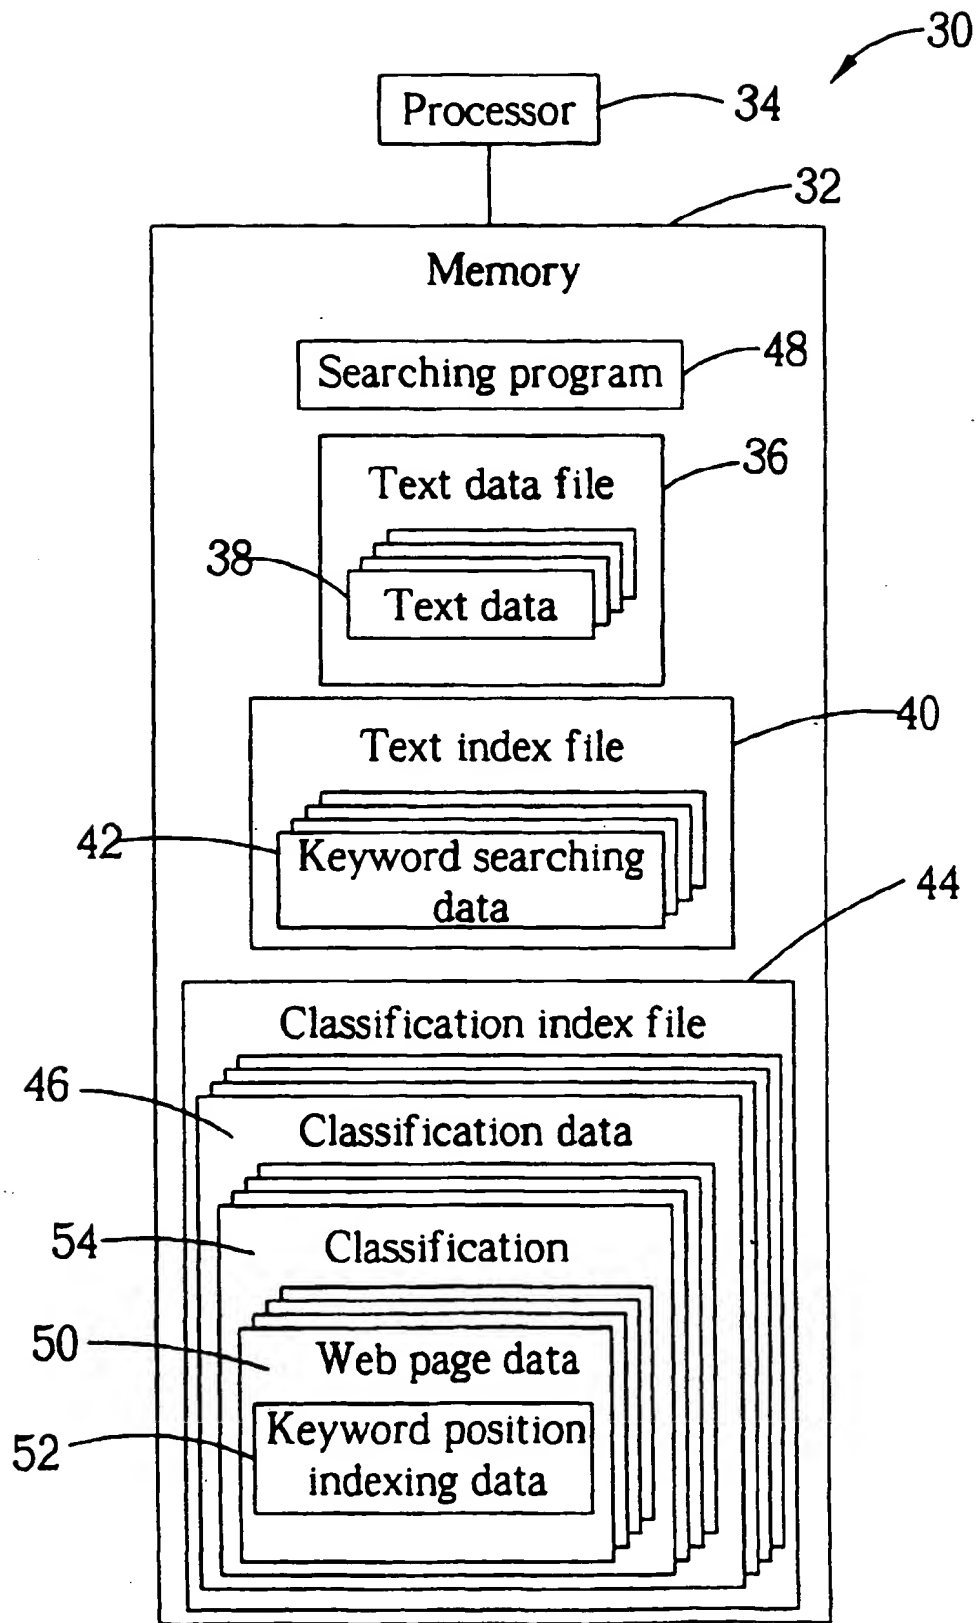 30
Processor
34
32
Memory
Searching program
48
Text data file
36
38
Text data
Text index file
40
42
Keyword searching
data
44
Classification index file
46
Classification data
54
Classification
50
Web page data
52
Keyword position
indexing data